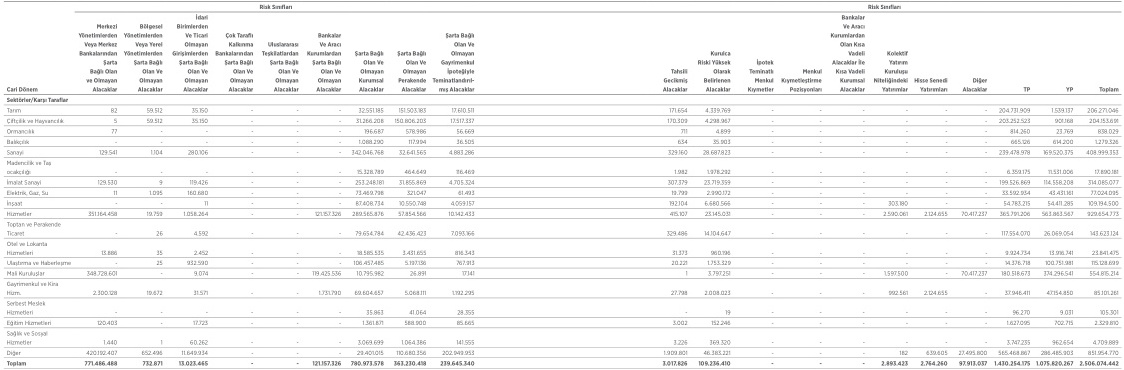 Risk Sınıfları Risk Sınıfları
Cari Dönem
Merkezi Yönetimlerden Veya Merkez Bankalarından Şarta Bağlı Olan ve Olmayan Alacaklar
Bölgesel Yönetimlerden Veya Yerel Yönetimlerden Şarta Bağlı Olan Ve Olmayan Alacaklar
İdari Birimlerden Ve Ticari Olmayan Girişimlerden Şarta Bağlı Olan Ve Olmayan Alacaklar
Çok Taraflı Kalkınma Bankalarından Şarta Bağlı Olan Ve Olmayan Alacaklar
Uluslararası Teşkilatlardan Şarta Bağlı Olan Ve Olmayan Alacaklar
Bankalar Ve Aracı Kurumlardan Şarta Bağlı Olan Ve Olmayan Alacaklar
Şarta Bağlı Olan Ve Olmayan Kurumsal Alacaklar
Şarta Bağlı Olan Ve Olmayan Perakende Alacaklar
Şarta Bağlı Olan Ve Olmayan Gayrimenkul İpoteğiyle Teminatlandırılmış Alacaklar
Tahsili Gecikmiş Alacaklar
Kurulca Riski Yüksek Olarak Belirlenen Alacaklar
İpotek Teminatlı Menkul Kıymetler
Menkul Kıymetleştirme Pozisyonları
Bankalar Ve Aracı Kurumlardan Olan Kısa Vadeli Alacaklar İle Kısa Vadeli Kurumsal Alacaklar
Kolektif Yatırım Kuruluşu Niteliğindeki Yatırımlar
Hisse Senedi Yatırımları
Diğer Alacaklar
TP YP Toplam
Sektörler/Karşı Taraflar
Tarım 82 59.512 35.150 - - - 32.551.185 151.503.183 17.610.511 171.654 4.339.769 - - - - - - 204.731.909 1.539.137 206.271.046
Çiftçilik ve Hayvancılık 5 59.512 35.150 - - - 31.266.208 150.806.203 17.517.337 170.309 4.298.967 - - - - - - 203.252.523 901.168 204.153.691
Ormancılık 77 - - - - - 196.687 578.986 56.669 711 4.899 - - - - - - 814.260 23.769 838.029
Balıkçılık - - - - - - 1.088.290 117.994 36.505 634 35.903 - - - - - - 665.126 614.200 1.279.326
Sanayi 129.541 1.104 280.106 - - - 342.046.768 32.641.565 4.883.286 329.160 28.687.823 - - - - - - 239.478.978 169.520.375 408.999.353
Madencilik ve Taş
ocakçılığı - - - - - - 15.328.789 464.649 116.469 1.982 1.978.292 - - - - - - 6.359.175 11.531.006 17.890.181
İmalat Sanayi 129.530 9 119.426 - - - 253.248.181 31.855.869 4.705.324 307.379 23.719.359 - - - - - - 199.526.869 114.558.208 314.085.077
Elektrik, Gaz, Su 11 1.095 160.680 - - - 73.469.798 321.047 61.493 19.799 2.990.172 - - - - - - 33.592.934 43.431.161 77.024.095
İnşaat - - 11 - - - 87.408.734 10.550.748 4.059.157 192.104 6.680.566 - - - 303.180 - - 54.783.215 54.411.285 109.194.500
Hizmetler 351.164.458 19.759 1.058.264 - - 121.157.326 289.565.876 57.854.566 10.142.433 415.107 23.145.031 - - - 2.590.061 2.124.655 70.417.237 365.791.206 563.863.567 929.654.773
Toptan ve Perakende
Ticaret - 26 4.592 - - - 79.654.784 42.436.423 7.093.166 329.486 14.104.647 - - - - - - 117.554.070 26.069.054 143.623.124
Otel ve Lokanta
Hizmetleri 13.886 35 2.452 - - - 18.585.535 3.431.655 816.343 31.373 960.196 - - - - - - 9.924.734 13.916.741 23.841.475
Ulaştırma ve Haberleşme - 25 932.590 - - - 106.457.485 5.197.136 767.913 20.221 1.753.329 - - - - - - 14.376.718 100.751.981 115.128.699
Mali Kuruluşlar 348.728.601 - 9.074 - - 119.425.536 10.795.982 26.891 17.141 1 3.797.251 - - - 1.597.500 - 70.417.237 180.518.673 374.296.541 554.815.214
Gayrimenkul ve Kira
Hizm. 2.300.128 19.672 31.571 - - 1.731.790 69.604.657 5.068.111 1.192.295 27.798 2.008.023 - - - 992.561 2.124.655 - 37.946.411 47.154.850 85.101.261
Serbest Meslek
Hizmetleri - - - - - - 35.863 41.064 28.355 - 19 - - - - - - 96.270 9.031 105.301
Eğitim Hizmetleri 120.403 - 17.723 - - - 1.361.871 588.900 85.665 3.002 152.246 - - - - - - 1.627.095 702.715 2.329.810
Sağlık ve Sosyal
Hizmetler 1.440 1 60.262 - - - 3.069.699 1.064.386 141.555 3.226 369.320 - - - - - - 3.747.235 962.654 4.709.889
Diğer 420.192.407 652.496 11.649.934 - - - 29.401.015 110.680.356 202.949.953 1.909.801 46.383.221 - - - 182 639.605 27.495.800 565.468.867 286.485.903 851.954.770
Toplam 771.486.488 732.871 13.023.465 - - 121.157.326 780.973.578 363.230.418 239.645.340 3.017.826 109.236.410 - - - 2.893.423 2.764.260 97.913.037 1.430.254.175 1.075.820.267 2.506.074.442